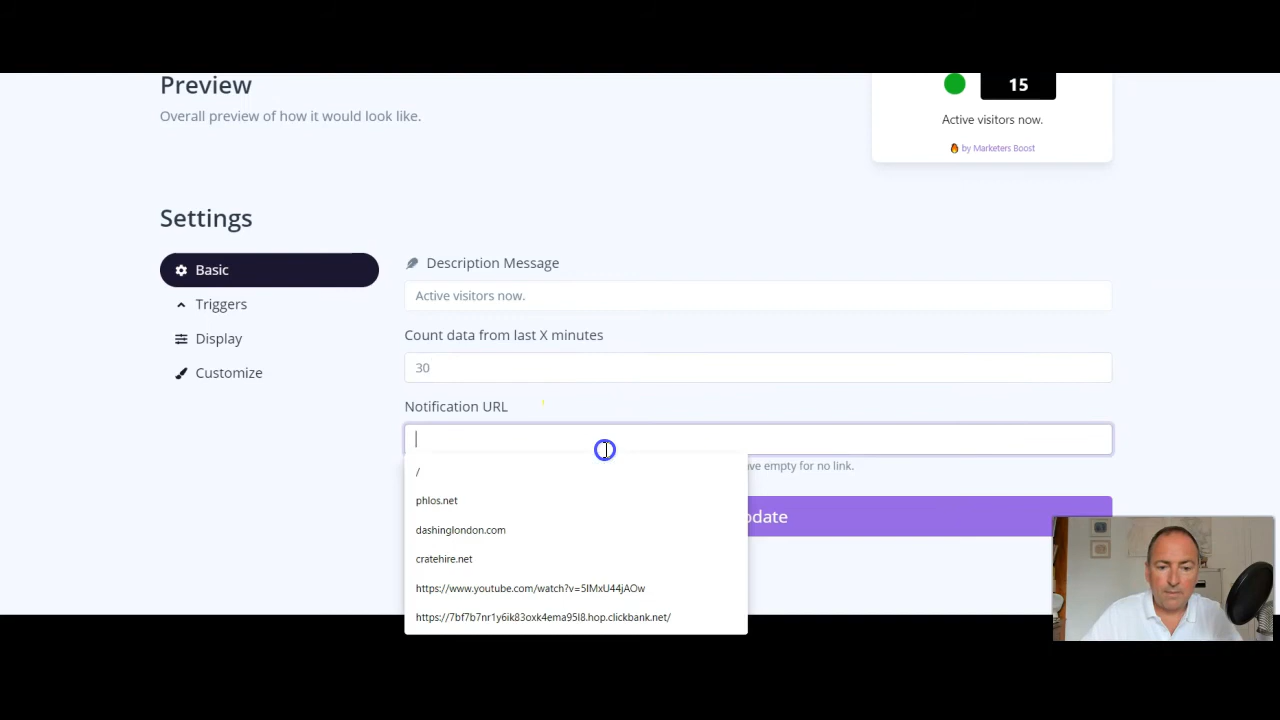 Preview
Overall preview of how it would look like.
15
Active visitors now.
by Marketers Boost
Settings
Basic
Triggers
Display
Customize
Description Message
Active visitors now.
Count data from last X minutes
30
Notification URL
/
phlos.net
dashinglondon.com
cratehire.net
https://www.youtube.com/watch?v=5IMxU44jAOw
https://7bf7b7nr1y6ik83oxk4ema95l8.hop.clickbank.net/
ve empty for no link.
date